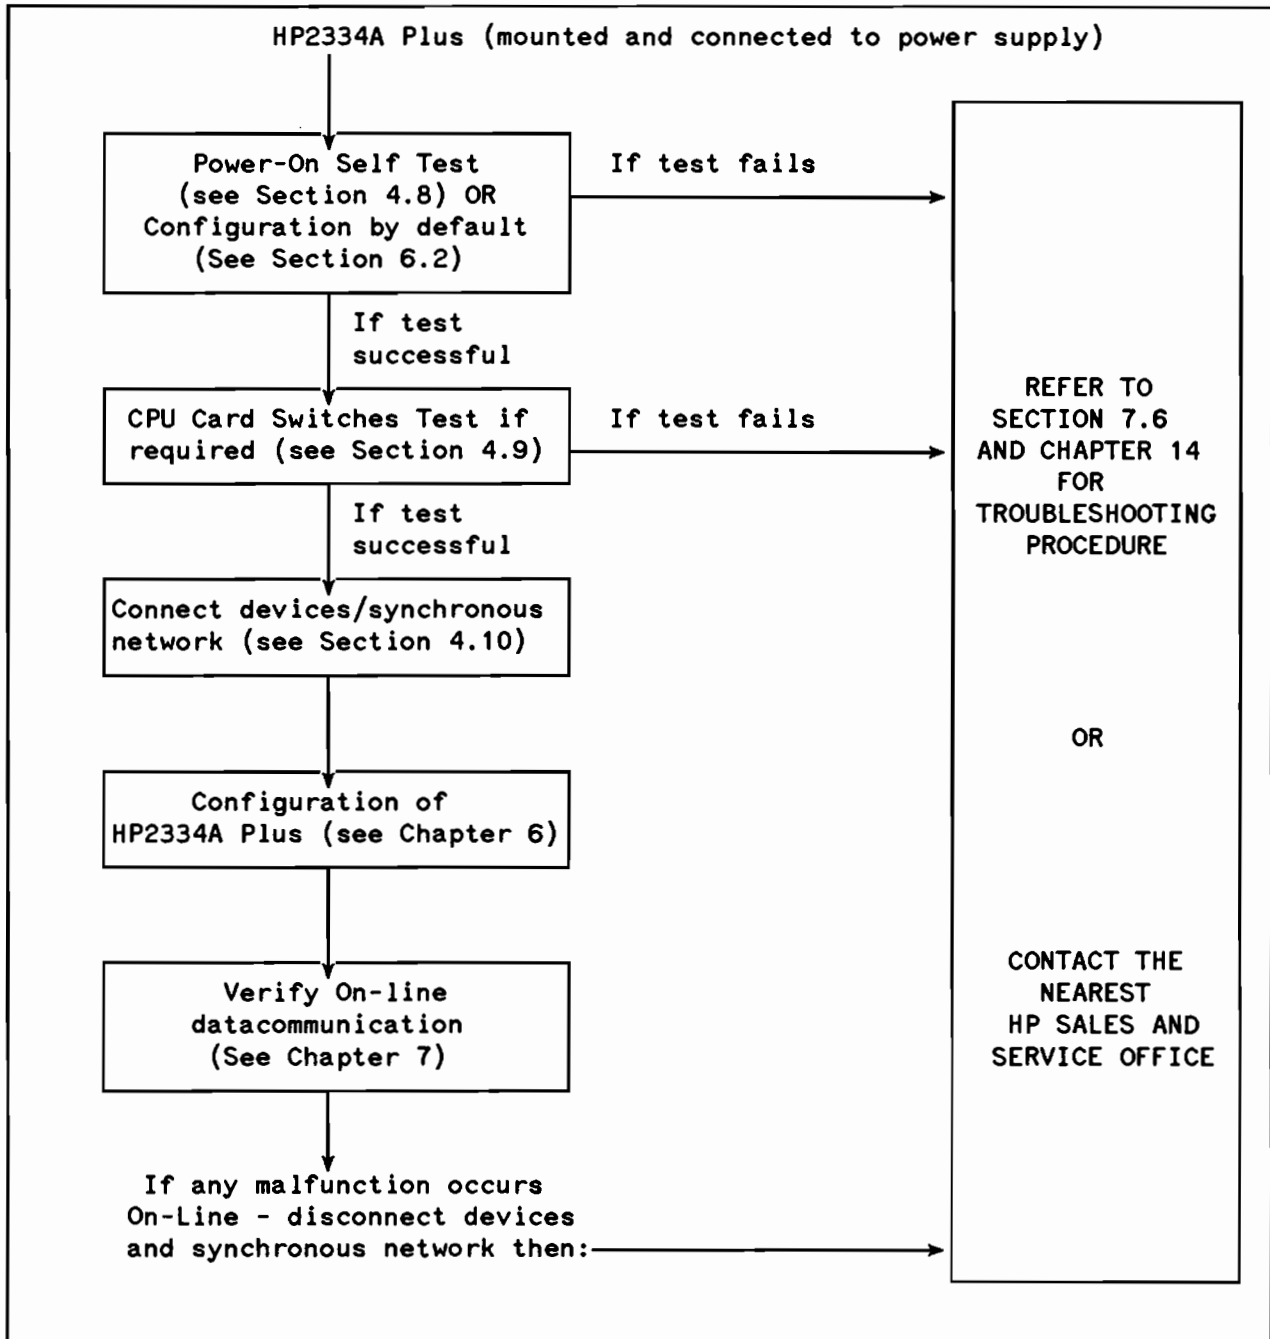 HP2334A Plus (mounted and connected to power supply)
Power-On Self Test
(see Section 4.8) OR
Configuration by default
(See Section 6.2)
If test fails
If test
successful
CPU Card Switches Test if
required (see Section 4.9)
If test fails
If test
successful
Connect devices/synchronous
network (see Section 4.10)
Configuration of
HP2334A Plus (see Chapter 6)
Verify On-line
datacommunication
(See Chapter 7)
If any malfunction occurs
On-Line - disconnect devices
and synchronous network then:
REFER TO
SECTION 7.6
AND CHAPTER 14
FOR
TROUBLESHOOTING
PROCEDURE
OR
CONTACT THE
NEAREST
HP SALES AND
SERVICE OFFICE